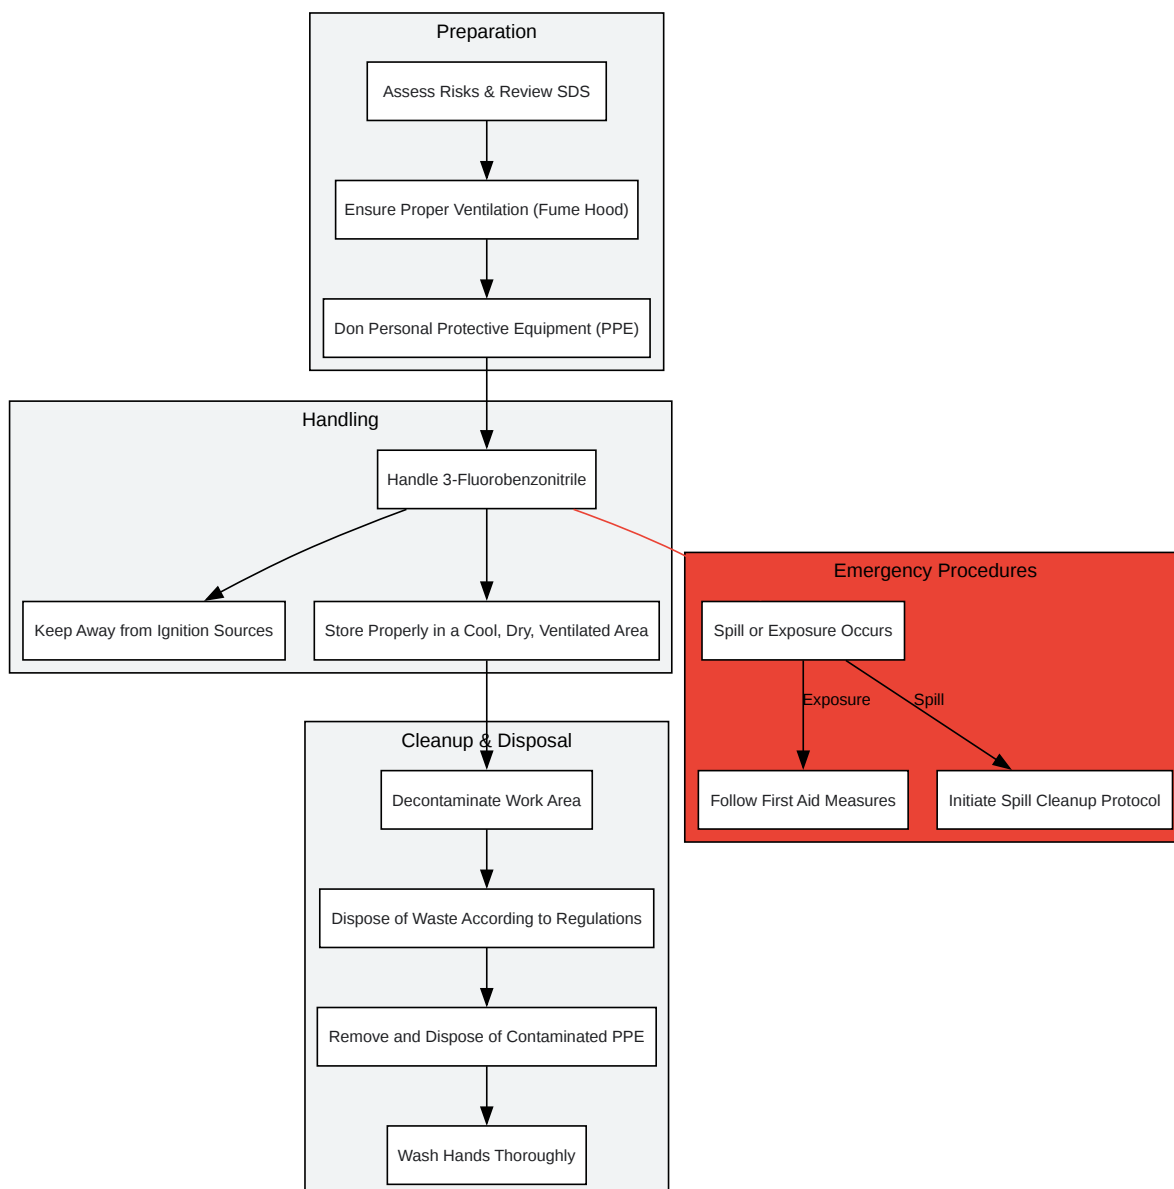 Preparation
Assess Risks & Review SDS
Ensure Proper Ventilation (Fume Hood)
Don Personal Protective Equipment (PPE)
Handling
Handle 3-Fluorobenzonitrile
Keep Away from Ignition Sources
Store Properly in a Cool, Dry, Ventilated Area
Emergency Procedures
Spill or Exposure Occurs
Exposure
Spill
Follow First Aid Measures
Initiate Spill Cleanup Protocol
Cleanup & Disposal
Decontaminate Work Area
Dispose of Waste According to Regulations
Remove and Dispose of Contaminated PPE
Wash Hands Thoroughly